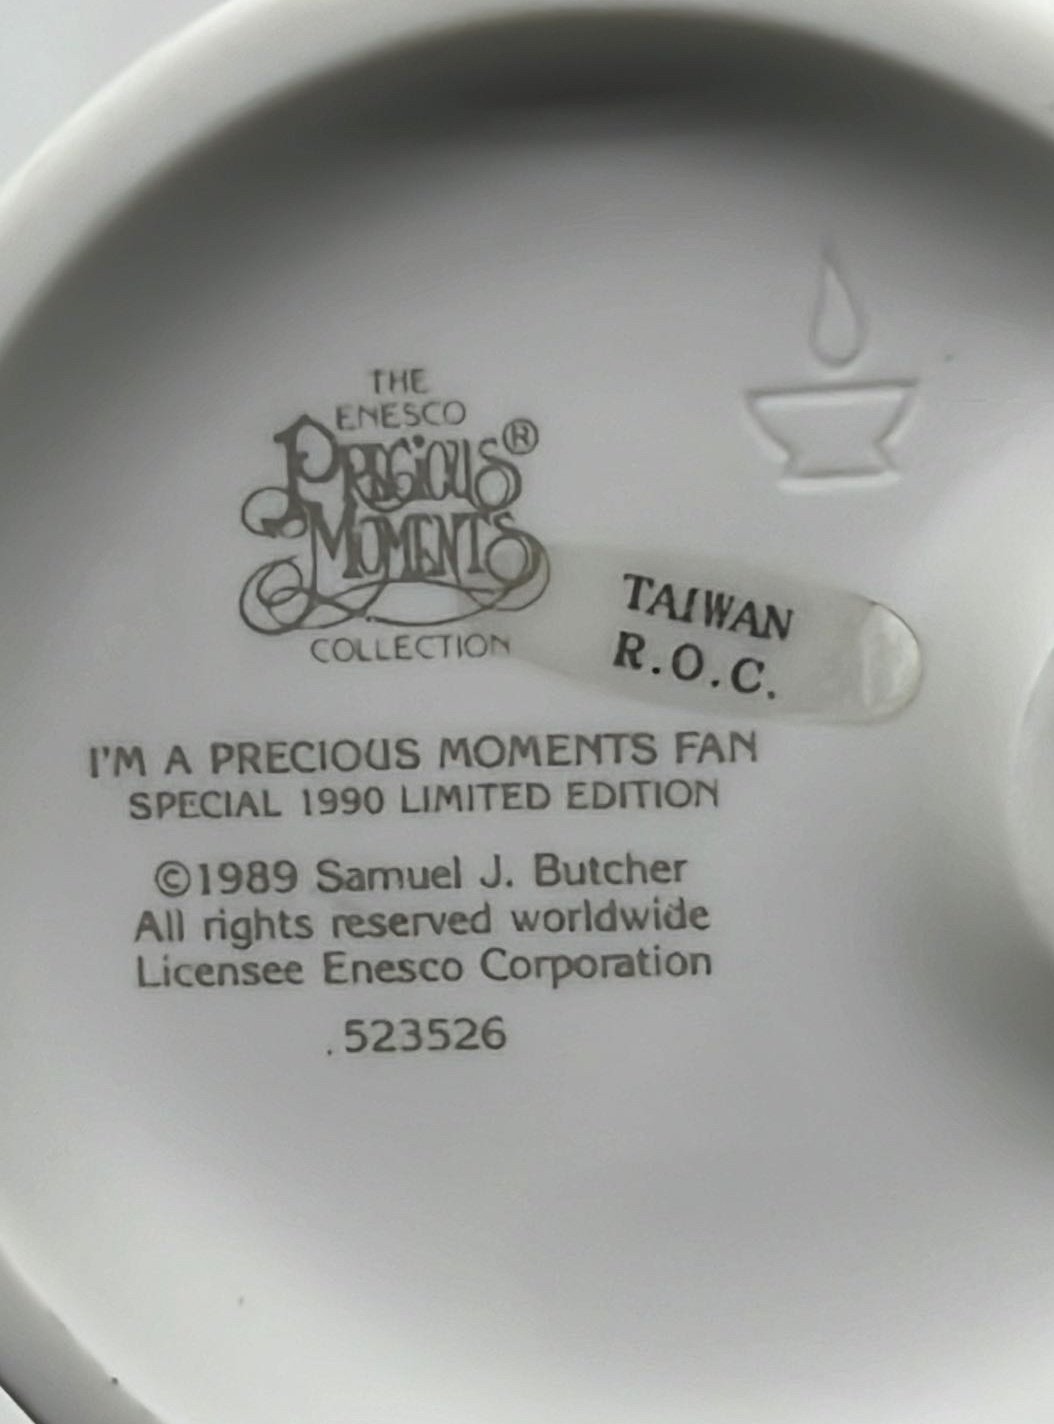 THE
ENESCO
PRECIOUS®
MOMENTS
COLLECTION
TAIWAN
R.O.C.
I'M A PRECIOUS MOMENTS FAN
SPECIAL 1990 LIMITED EDITION
©1989 Samuel J. Butcher
All rights reserved worldwide
Licensee Enesco Corporation
.523526